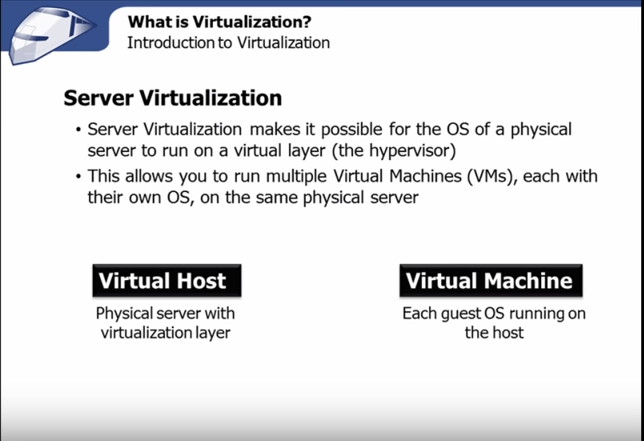 What is Virtualization?
Introduction to Virtualization
Server Virtualization
• Server Virtualization makes it possible for the OS of a physical
server to run on a virtual layer (the hypervisor)
• This allows you to run multiple Virtual Machines (VMs), each with
their own OS, on the same physical server
Virtual Host
Physical server with
virtualization layer
Virtual Machine
Each guest OS running on
the host